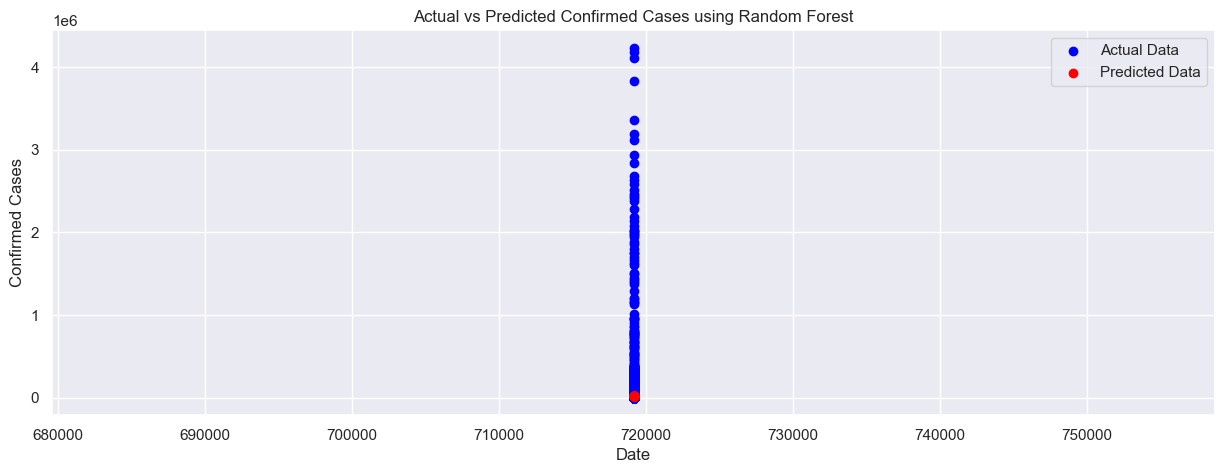 Actual vs Predicted Confirmed Cases using Random Forest
1e6
Actual Data
Predicted Data
4
3
2
1
0
Confirmed Cases
680000 690000 700000 710000 720000 730000 740000 750000
Date